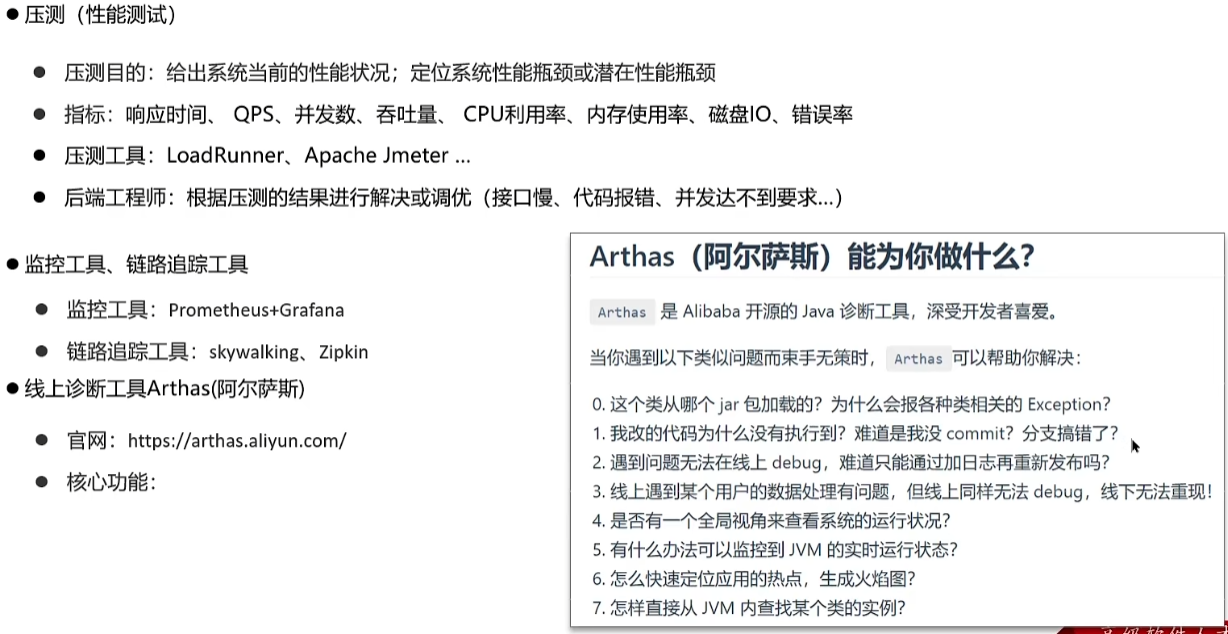 压测（性能测试）
压测目的：给出系统当前的性能状况；定位系统性能瓶颈或潜在性能瓶颈
指标：响应时间、 QPS、并发数、吞吐量、 CPU利用率、内存使用率、磁盘IO、错误率
压测工具：LoadRunner、Apache Jmeter ...
后端工程师：根据压测的结果进行解决或调优（接口慢、代码报错、并发达不到要求...）
监控工具、链路追踪工具
监控工具：Prometheus+Grafana
链路追踪工具：skywalking、Zipkin
线上诊断工具Arthas(阿尔萨斯)
官网：https://arthas.aliyun.com/
核心功能：
Arthas（阿尔萨斯）能为你做什么？
Arthas 是 Alibaba 开源的 Java 诊断工具，深受开发者喜爱。
当你遇到以下类似问题而束手无策时， Arthas 可以帮助你解决：
0. 这个类从哪个 jar 包加载的？为什么会报各种类相关的 Exception？
1. 我改的代码为什么没有执行到？难道是我没 commit？分支搞错了？
2. 遇到问题无法在线上 debug，难道只能通过加日志再重新发布吗？
3. 线上遇到某个用户的数据处理有问题，但线上同样无法 debug，线下无法重现！
4. 是否有一个全局视角来查看系统的运行状况？
5. 有什么办法可以监控到 JVM 的实时运行状态？
6. 怎么快速定位应用的热点，生成火焰图？
7. 怎样直接从 JVM 内查找某个类的实例？